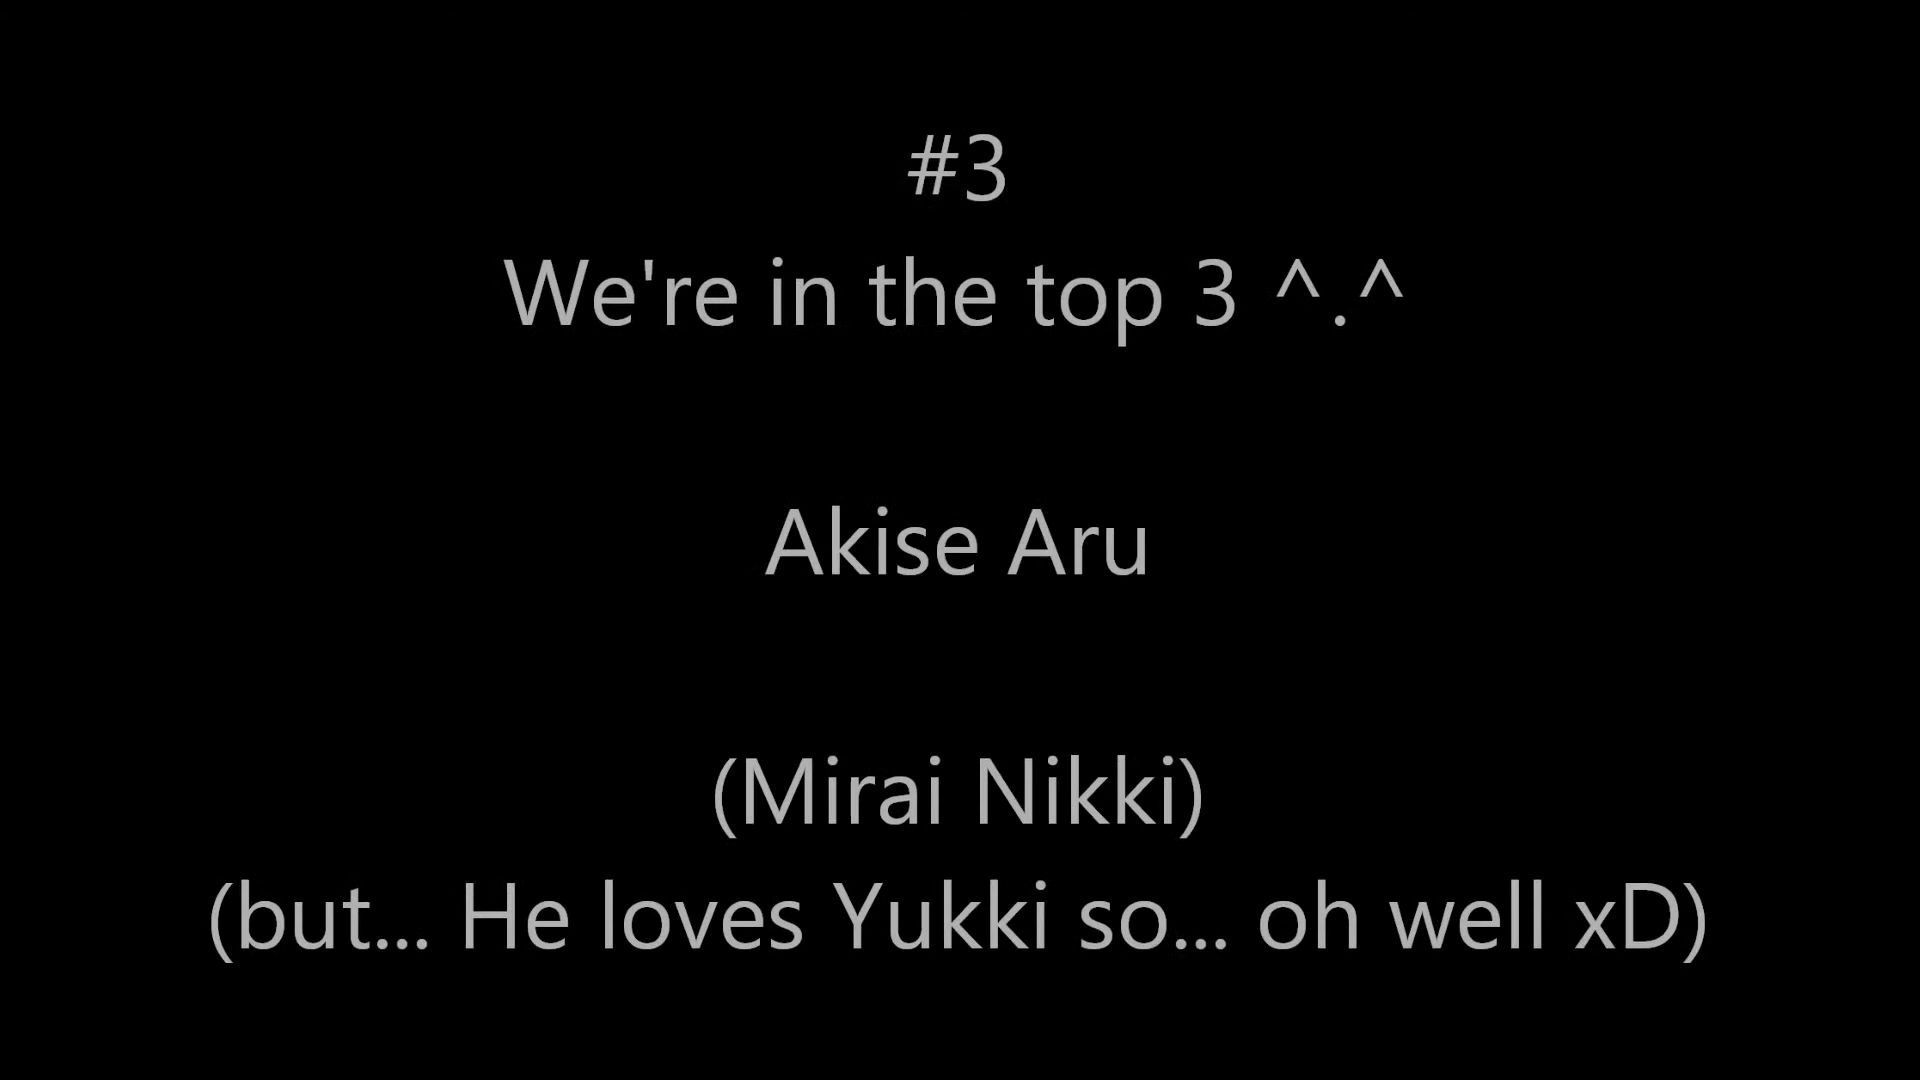 #3
We're in the top 3 ^.^
Akise Aru
(Mirai Nikki)
(but... He loves Yukki so... oh well xD)